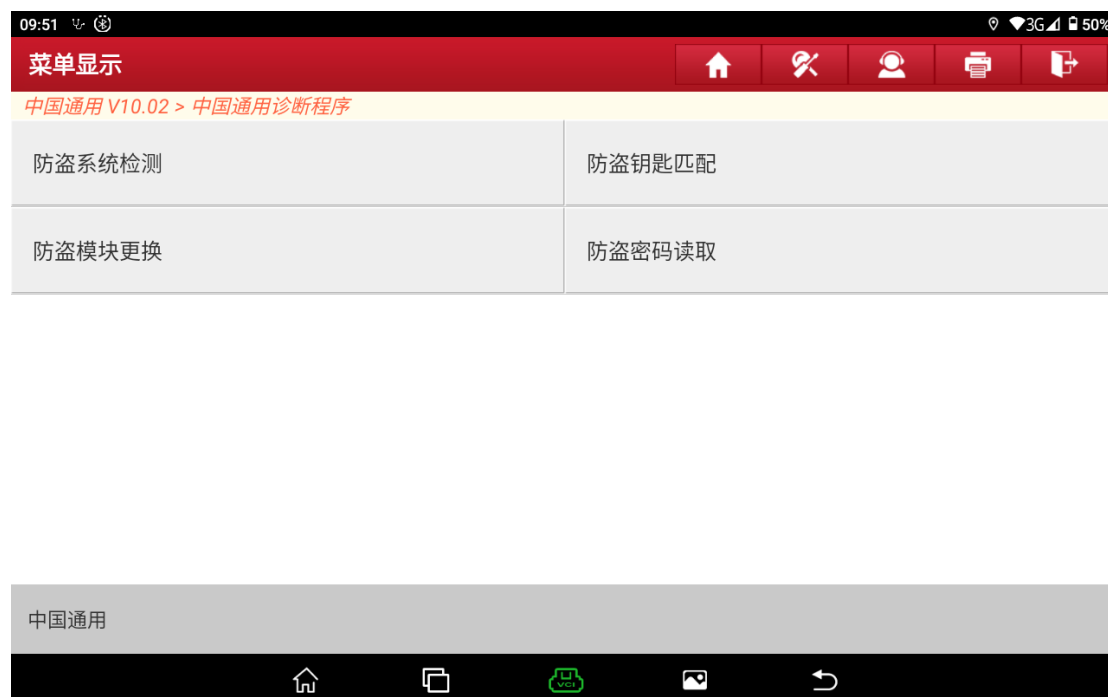 09:51 3G 50%
菜单显示
中国通用 V10.02 > 中国通用诊断程序
防盗系统检测 防盗钥匙匹配
防盗模块更换 防盗密码读取
中国通用
VCI